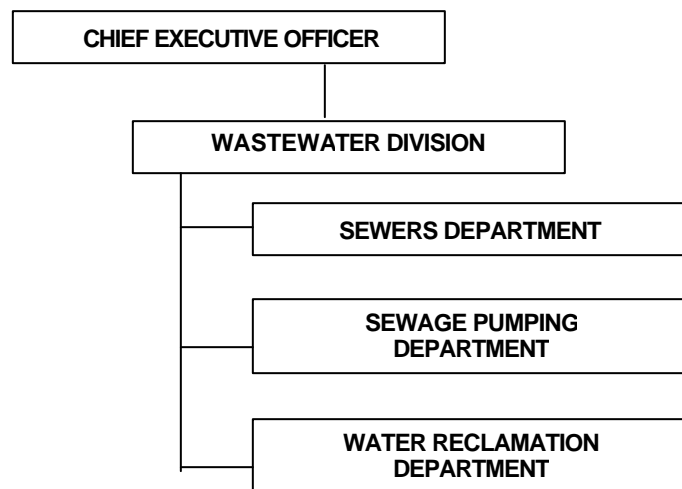 CHIEF EXECUTIVE OFFICER
WASTEWATER DIVISION
SEWERS DEPARTMENT
SEWAGE PUMPING
DEPARTMENT
WATER RECLAMATION
DEPARTMENT